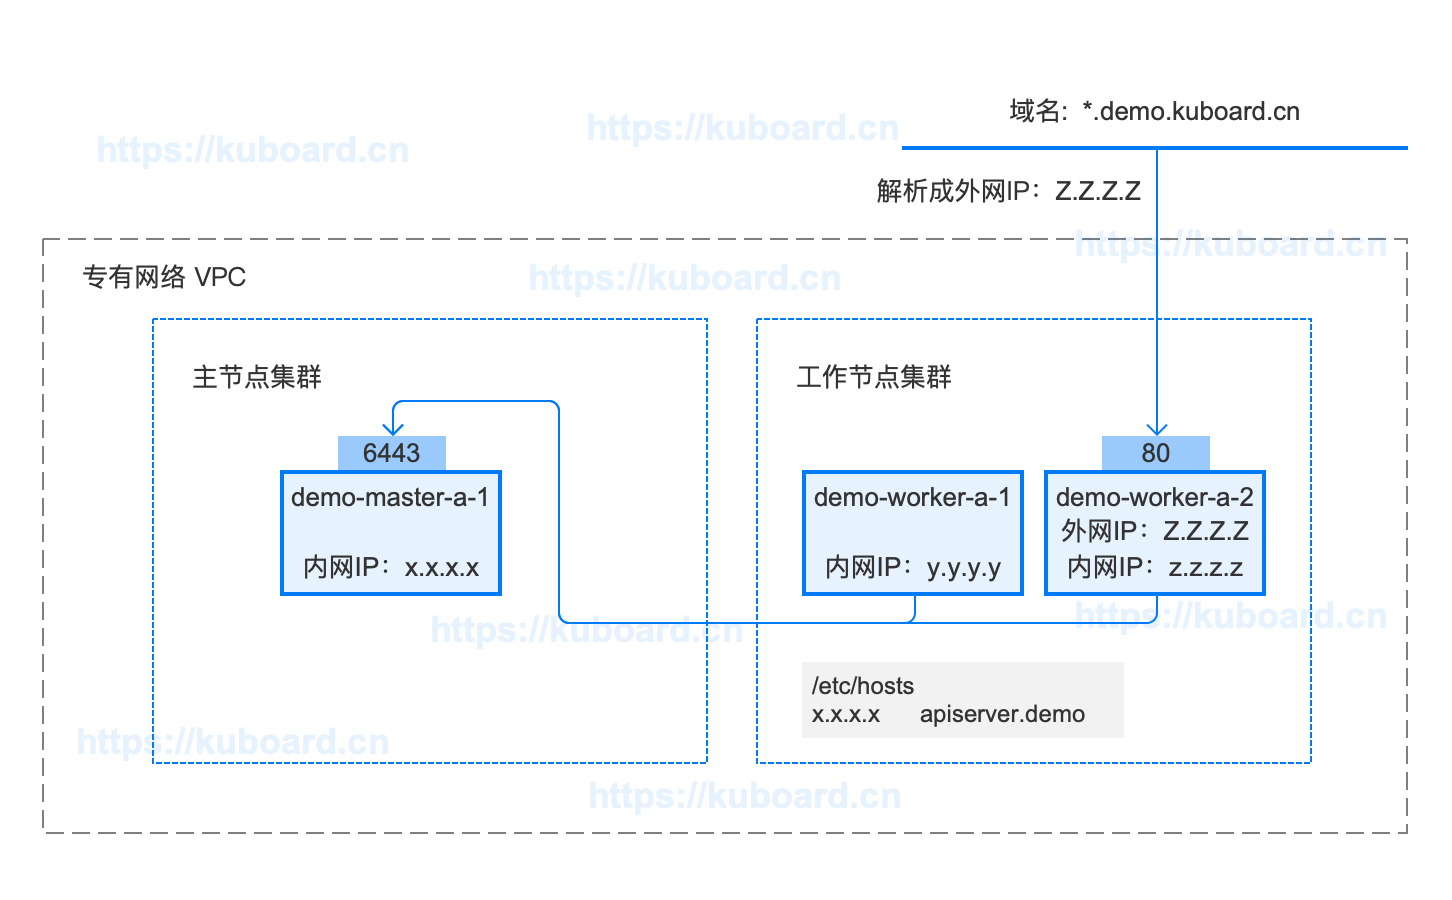 域名: *.demo.kuboard.cn
https://kuboard.cn
https://kuboard.cn
解析成外网IP：Z.Z.Z.Z
https://kuboard.cn
专有网络 VPC
https://kuboard.cn
主节点集群
工作节点集群
6443
80
demo-master-a-1
内网IP：x.x.x.x
demo-worker-a-1
内网IP：y.y.y.y
demo-worker-a-2
外网IP：Z.Z.Z.Z
内网IP：z.z.z.z
https://kuboard.cn
https://kuboard.cn
/etc/hosts
x.x.x.x apiserver.demo
https://kuboard.cn
https://kuboard.cn